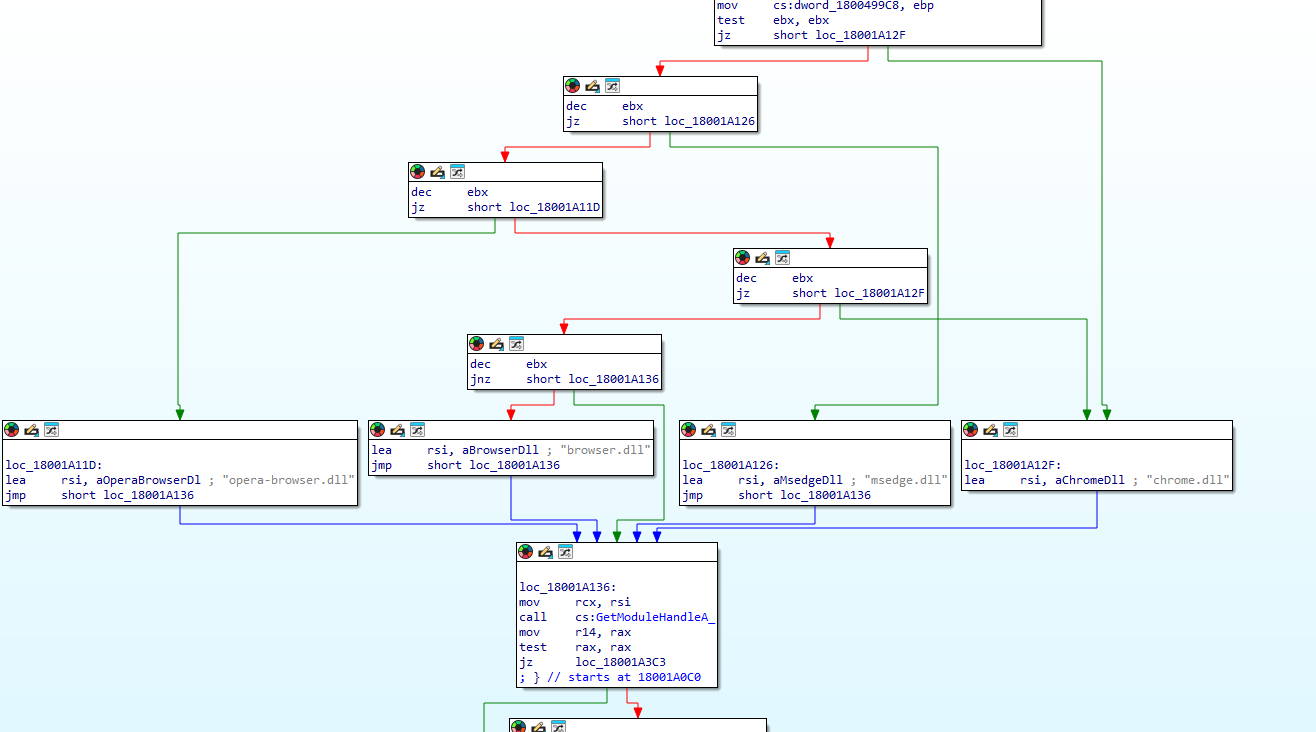 mov cs:dword_1800499C8, ebp
test ebx, ebx
jz short loc_18001A12F
dec ebx
jz short loc_18001A126
dec ebx
jz short loc_18001A11D
dec ebx
jz short loc_18001A12F
dec ebx
jnz short loc_18001A136
loc_18001A11D:
lea rsi, aOperaBrowserDl ; "opera-browser.dll"
jmp short loc_18001A136
lea rsi, aBrowserDll ; "browser.dll"
jmp short loc_18001A136
loc_18001A126:
lea rsi, aMsedgeDll ; "msedge.dll"
jmp short loc_18001A136
loc_18001A12F:
lea rsi, aChromeDll ; "chrome.dll"
loc_18001A136:
mov rcx, rsi
call cs:GetModuleHandleA_
mov r14, rax
test rax, rax
jz loc_18001A3C3
; } // starts at 18001A0C0